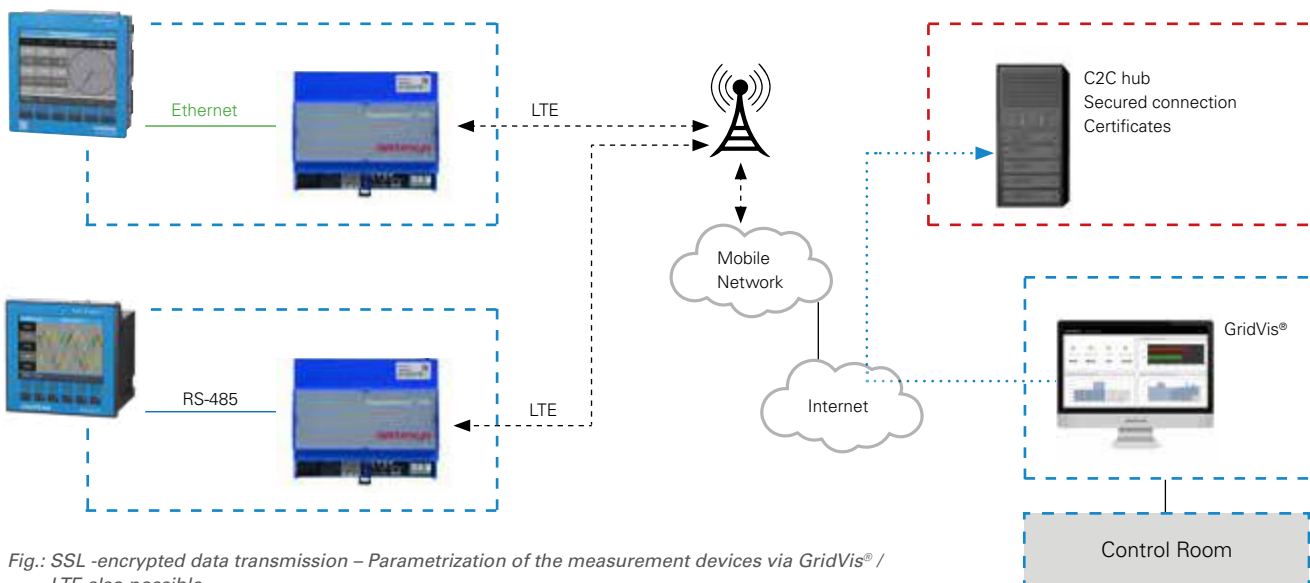 Ethernet
LTE
C2C hub
Secured connection
Certificates
Mobile
Network
GridVis®
RS-485
LTE
Internet
Control Room
Fig.: SSL -encrypted data transmission – Parametrization of the measurement devices via GridVis® /
LTE also possible